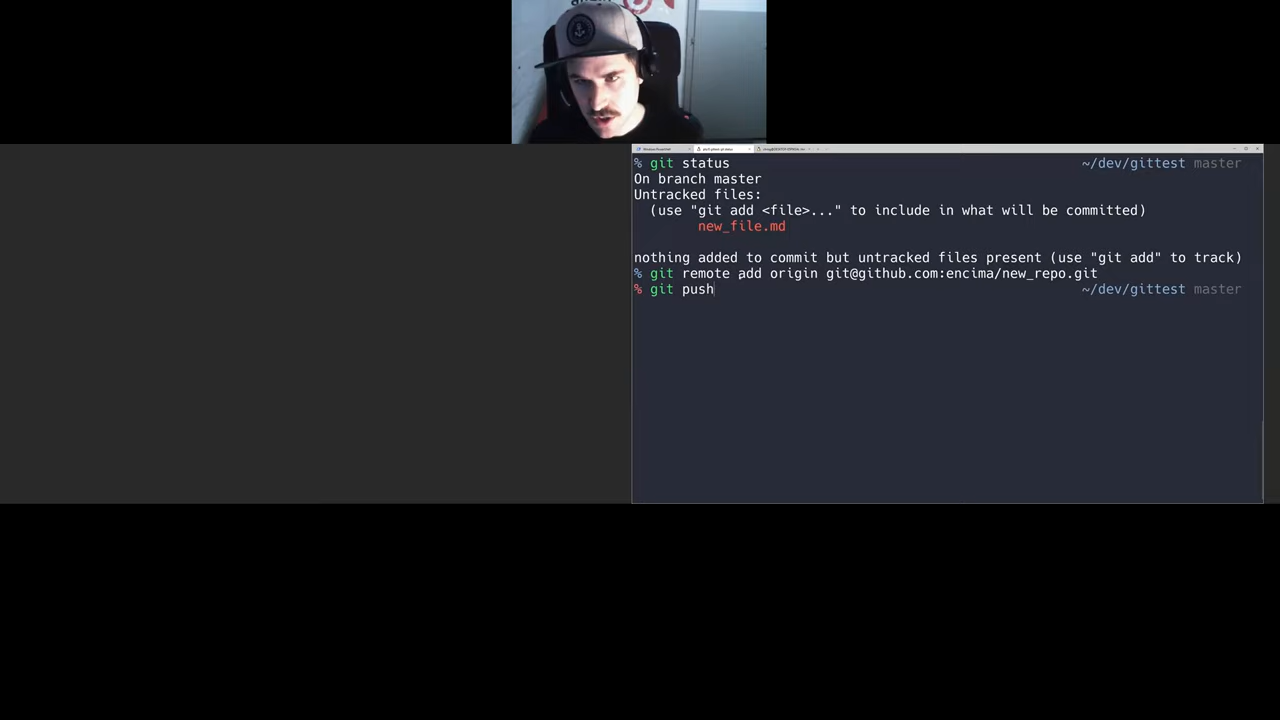 % git status ~/dev/gittest master
On branch master
Untracked files:
(use "git add <file>..." to include in what will be committed)
new_file.md
nothing added to commit but untracked files present (use "git add" to track)
% git remote add origin git@github.com:encima/new_repo.git
% git push ~/dev/gittest master